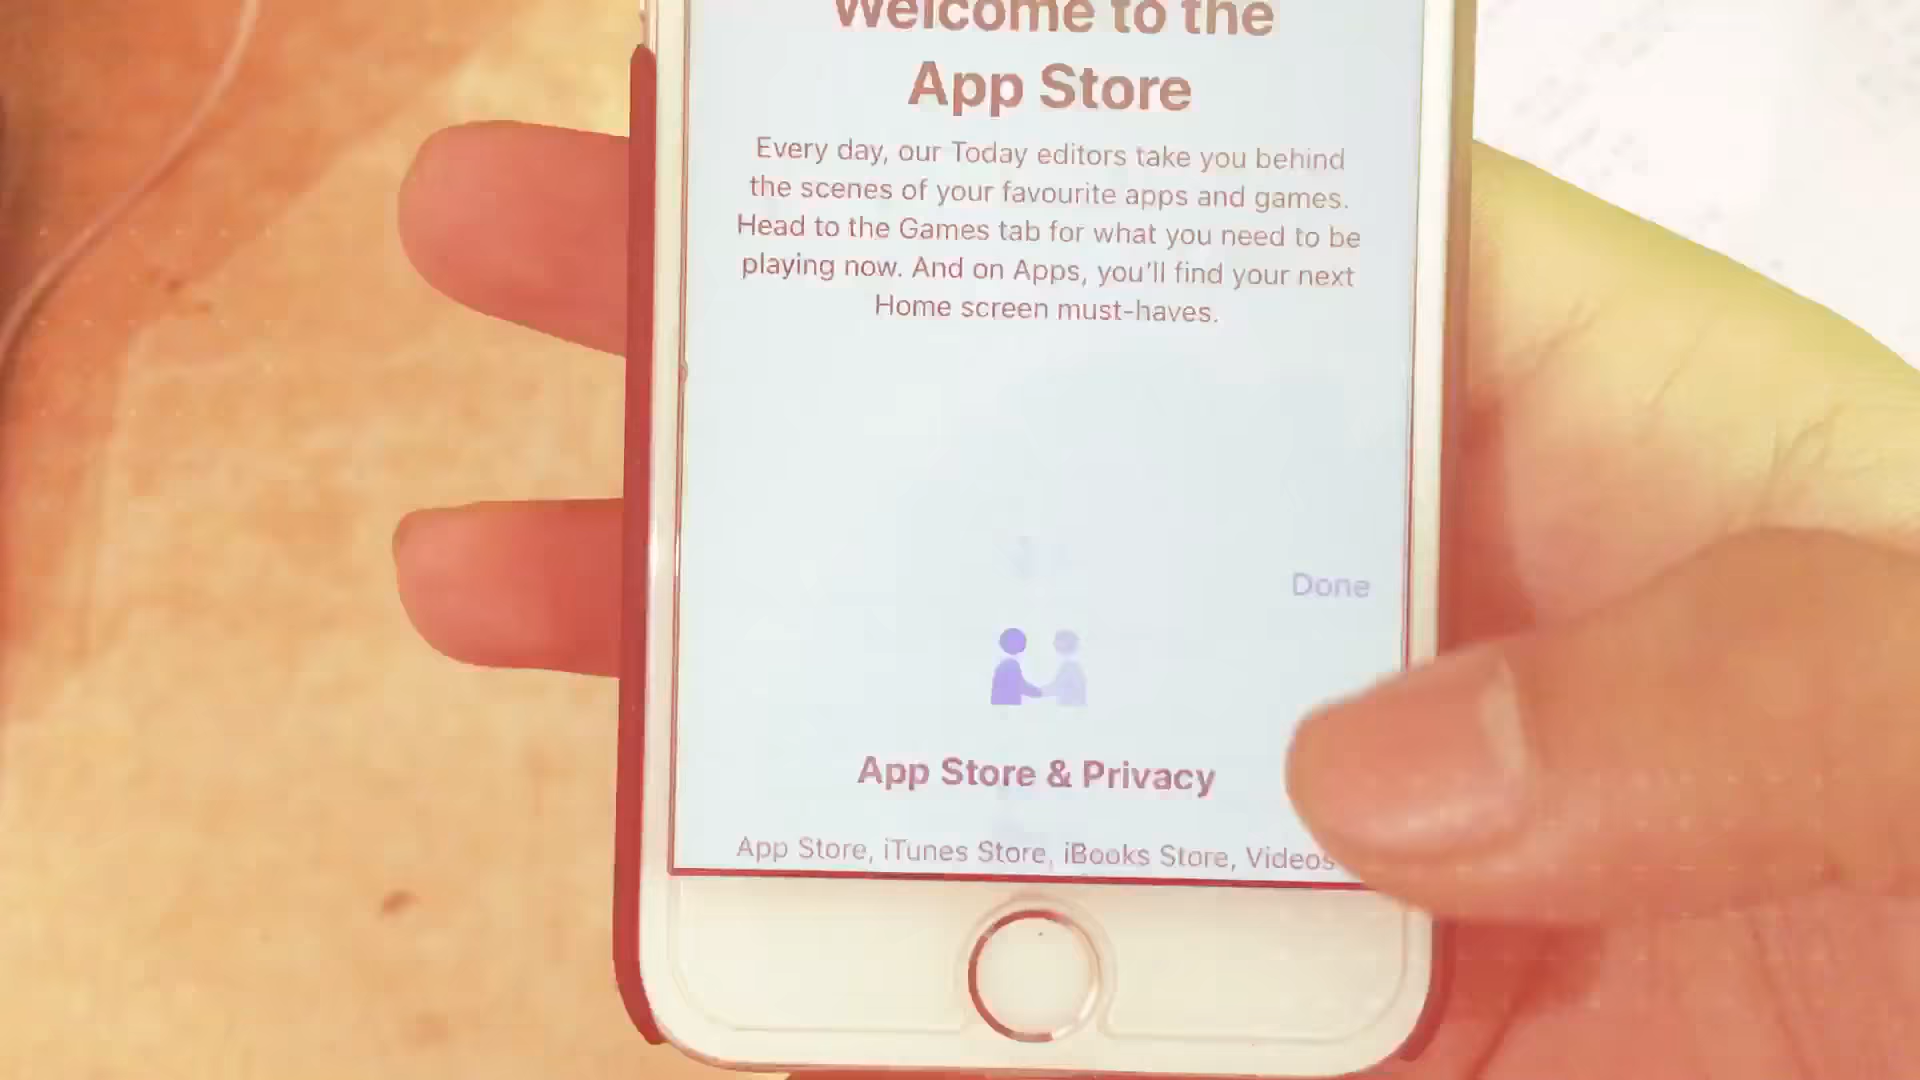 Welcome to the
App Store
Every day, our Today editors take you behind
the scenes of your favourite apps and games.
Head to the Games tab for what you need to be
playing now. And on Apps, you'll find your next
Home screen must-haves.
Done
App Store & Privacy
App Store, iTunes Store, iBooks Store, Videos